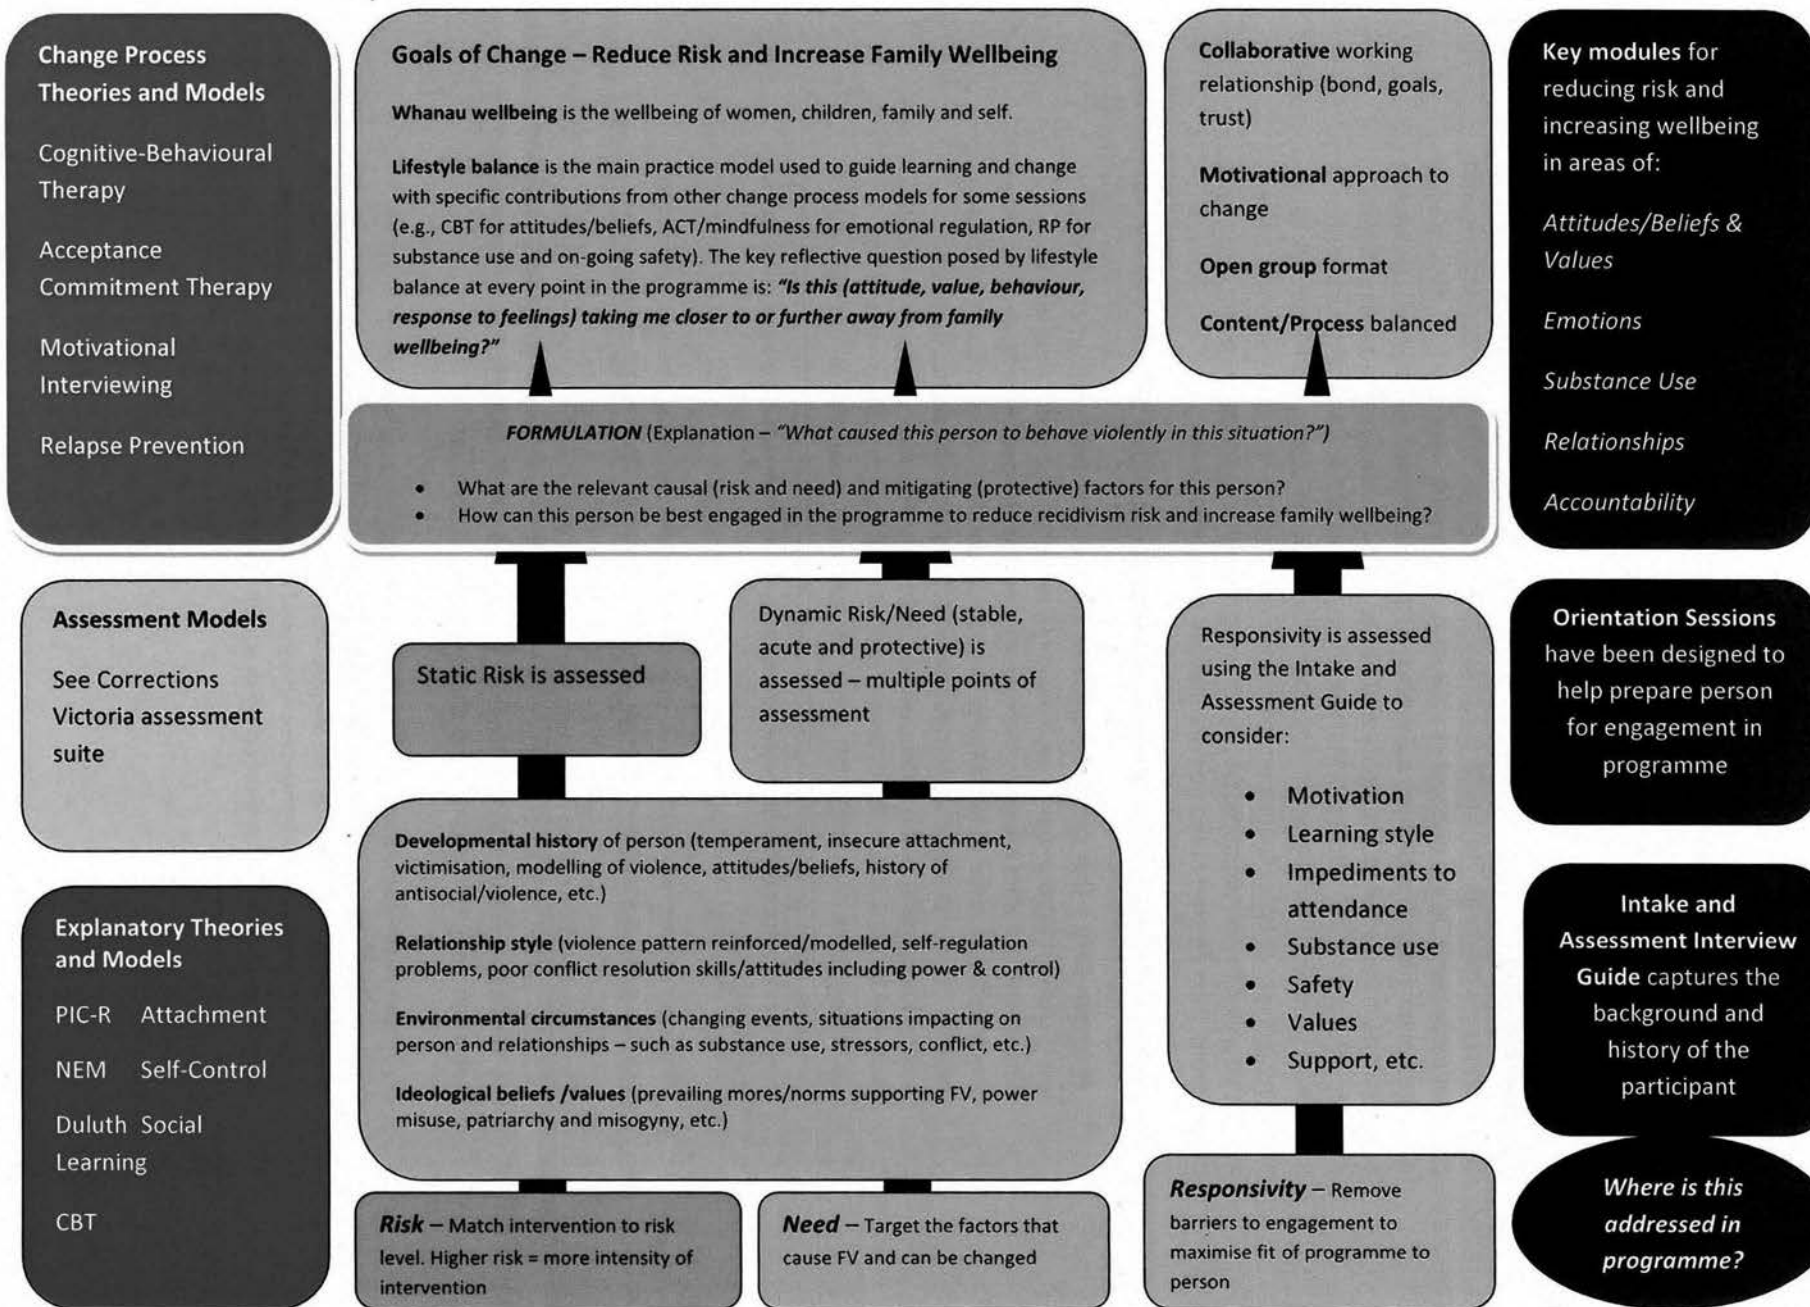 Change Process
Theories and Models
Cognitive-Behavioural
Therapy
Acceptance
Commitment Therapy
Motivational
Interviewing
Relapse Prevention
Goals of Change – Reduce Risk and Increase Family Wellbeing
Whanau wellbeing is the wellbeing of women, children, family and self.
Lifestyle balance is the main practice model used to guide learning and change
with specific contributions from other change process models for some sessions
(e.g., CBT for attitudes/beliefs, ACT/mindfulness for emotional regulation, RP for
substance use and on-going safety). The key reflective question posed by lifestyle
balance at every point in the programme is: "Is this (attitude, value, behaviour,
response to feelings) taking me closer to or further away from family
wellbeing?"
Collaborative working
relationship (bond, goals,
trust)
Motivational approach to
change
Open group format
Content/Process balanced
Key modules for
reducing risk and
increasing wellbeing
in areas of:
Attitudes/Beliefs &
Values
Emotions
Substance Use
Relationships
Accountability
FORMULATION (Explanation – "What caused this person to behave violently in this situation?")
• What are the relevant causal (risk and need) and mitigating (protective) factors for this person?
• How can this person be best engaged in the programme to reduce recidivism risk and increase family wellbeing?
Assessment Models
See Corrections
Victoria assessment
suite
Static Risk is assessed
Dynamic Risk/Need (stable,
acute and protective) is
assessed – multiple points of
assessment
Responsivity is assessed
using the Intake and
Assessment Guide to
consider:
• Motivation
• Learning style
• Impediments to
attendance
• Substance use
• Safety
• Values
• Support, etc.
Orientation Sessions
have been designed to
help prepare person
for engagement in
programme
Explanatory Theories
and Models
PIC-R Attachment
NEM Self-Control
Duluth Social
Learning
CBT
Developmental history of person (temperament, insecure attachment,
victimisation, modelling of violence, attitudes/beliefs, history of
antisocial/violence, etc.)
Relationship style (violence pattern reinforced/modelled, self-regulation
problems, poor conflict resolution skills/attitudes including power & control)
Environmental circumstances (changing events, situations impacting on
person and relationships – such as substance use, stressors, conflict, etc.)
Ideological beliefs /values (prevailing mores/norms supporting FV, power
misuse, patriarchy and misogyny, etc.)
Intake and
Assessment Interview
Guide captures the
background and
history of the
participant
Risk – Match intervention to risk
level. Higher risk = more intensity of
intervention
Need – Target the factors that
cause FV and can be changed
Responsivity – Remove
barriers to engagement to
maximise fit of programme to
person
Where is this
addressed in
programme?